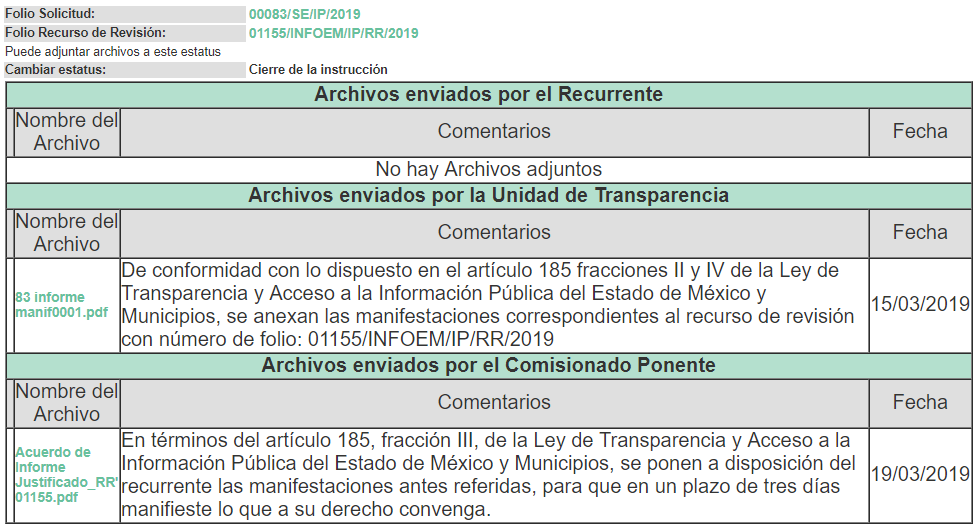 Folio Solicitud: 00083/SE/IP/2019
Folio Recurso de Revisión: 01155/INFOEM/IP/RR/2019
Puede adjuntar archivos a este estatus
Cambiar estatus: Cierre de la instrucción
Archivos enviados por el Recurrente
Nombre del
Archivo
Comentarios
Fecha
No hay Archivos adjuntos
Archivos enviados por la Unidad de Transparencia
Nombre del
Archivo
Comentarios
Fecha
83 informe
manif0001.pdf
De conformidad con lo dispuesto en el artículo 185 fracciones II y IV de la Ley de
Transparencia y Acceso a la Información Pública del Estado de México y
Municipios, se anexan las manifestaciones correspondientes al recurso de revisión
con número de folio: 01155/INFOEM/IP/RR/2019
15/03/2019
Archivos enviados por el Comisionado Ponente
Nombre del
Archivo
Comentarios
Fecha
Acuerdo de
Informe
Justificado_RR'
01155.pdf
En términos del artículo 185, fracción III, de la Ley de Transparencia y Acceso a la
Información Pública del Estado de México y Municipios, se ponen a disposición del
recurrente las manifestaciones antes referidas, para que en un plazo de tres días
manifieste lo que a su derecho convenga.
19/03/2019